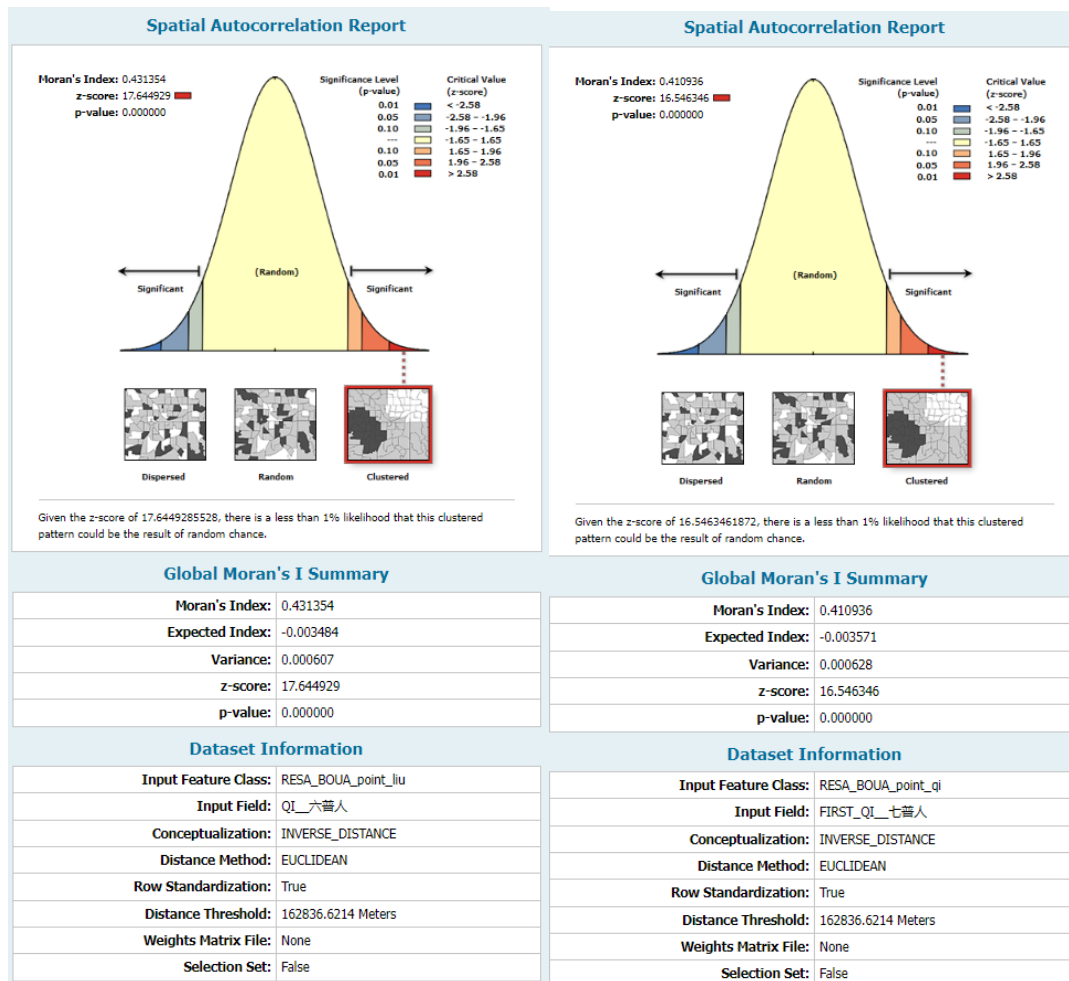 Spatial Autocorrelation Report
Moran's Index: 0.431354
z-score: 17.644929
p-value: 0.000000
Significance Level
(p-value)
Critical Value
(z-score)
0.01 < -2.58
0.05 -2.58 - -1.96
0.10 -1.96 - -1.65
--- -1.65 - 1.65
0.10 1.65 - 1.96
0.05 1.96 - 2.58
0.01 > 2.58
(Random)
Significant
Significant
Dispersed
Random
Clustered
Given the z-score of 17.6449285528, there is a less than 1% likelihood that this clustered
pattern could be the result of random chance.
Global Moran's I Summary
Moran's Index: 0.431354
Expected Index: -0.003484
Variance: 0.000607
z-score: 17.644929
p-value: 0.000000
Dataset Information
Input Feature Class: RESA_BOUA_point_liu
Input Field: QI__六普人
Conceptualization: INVERSE_DISTANCE
Distance Method: EUCLIDEAN
Row Standardization: True
Distance Threshold: 162836.6214 Meters
Weights Matrix File: None
Selection Set: False
Spatial Autocorrelation Report
Moran's Index: 0.410936
z-score: 16.546346
p-value: 0.000000
Significance Level
(p-value)
Critical Value
(z-score)
0.01 < -2.58
0.05 -2.58 - -1.96
0.10 -1.96 - -1.65
--- -1.65 - 1.65
0.10 1.65 - 1.96
0.05 1.96 - 2.58
0.01 > 2.58
(Random)
Significant
Significant
Dispersed
Random
Clustered
Given the z-score of 16.5463461872, there is a less than 1% likelihood that this clustered
pattern could be the result of random chance.
Global Moran's I Summary
Moran's Index: 0.410936
Expected Index: -0.003571
Variance: 0.000628
z-score: 16.546346
p-value: 0.000000
Dataset Information
Input Feature Class: RESA_BOUA_point_qi
Input Field: FIRST_QI__七普人
Conceptualization: INVERSE_DISTANCE
Distance Method: EUCLIDEAN
Row Standardization: True
Distance Threshold: 162836.6214 Meters
Weights Matrix File: None
Selection Set: False